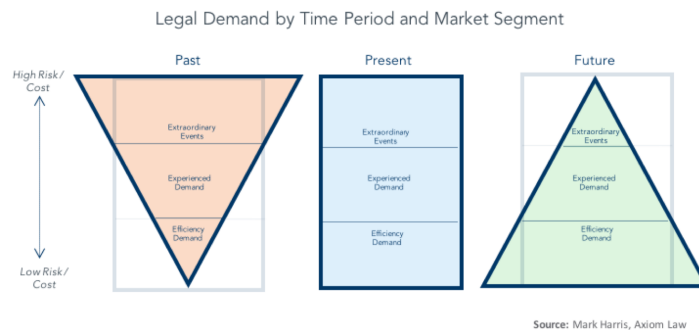 Legal Demand by Time Period and Market Segment
Past
Present
Future
High Risk/
Cost
Extraordinary
Events
Experienced
Demand
Efficiency
Demand
Extraordinary
Events
Experienced
Demand
Efficiency
Demand
Extraordinary
Events
Experienced
Demand
Efficiency
Demand
Low Risk/
Cost
Source: Mark Harris, Axiom Law